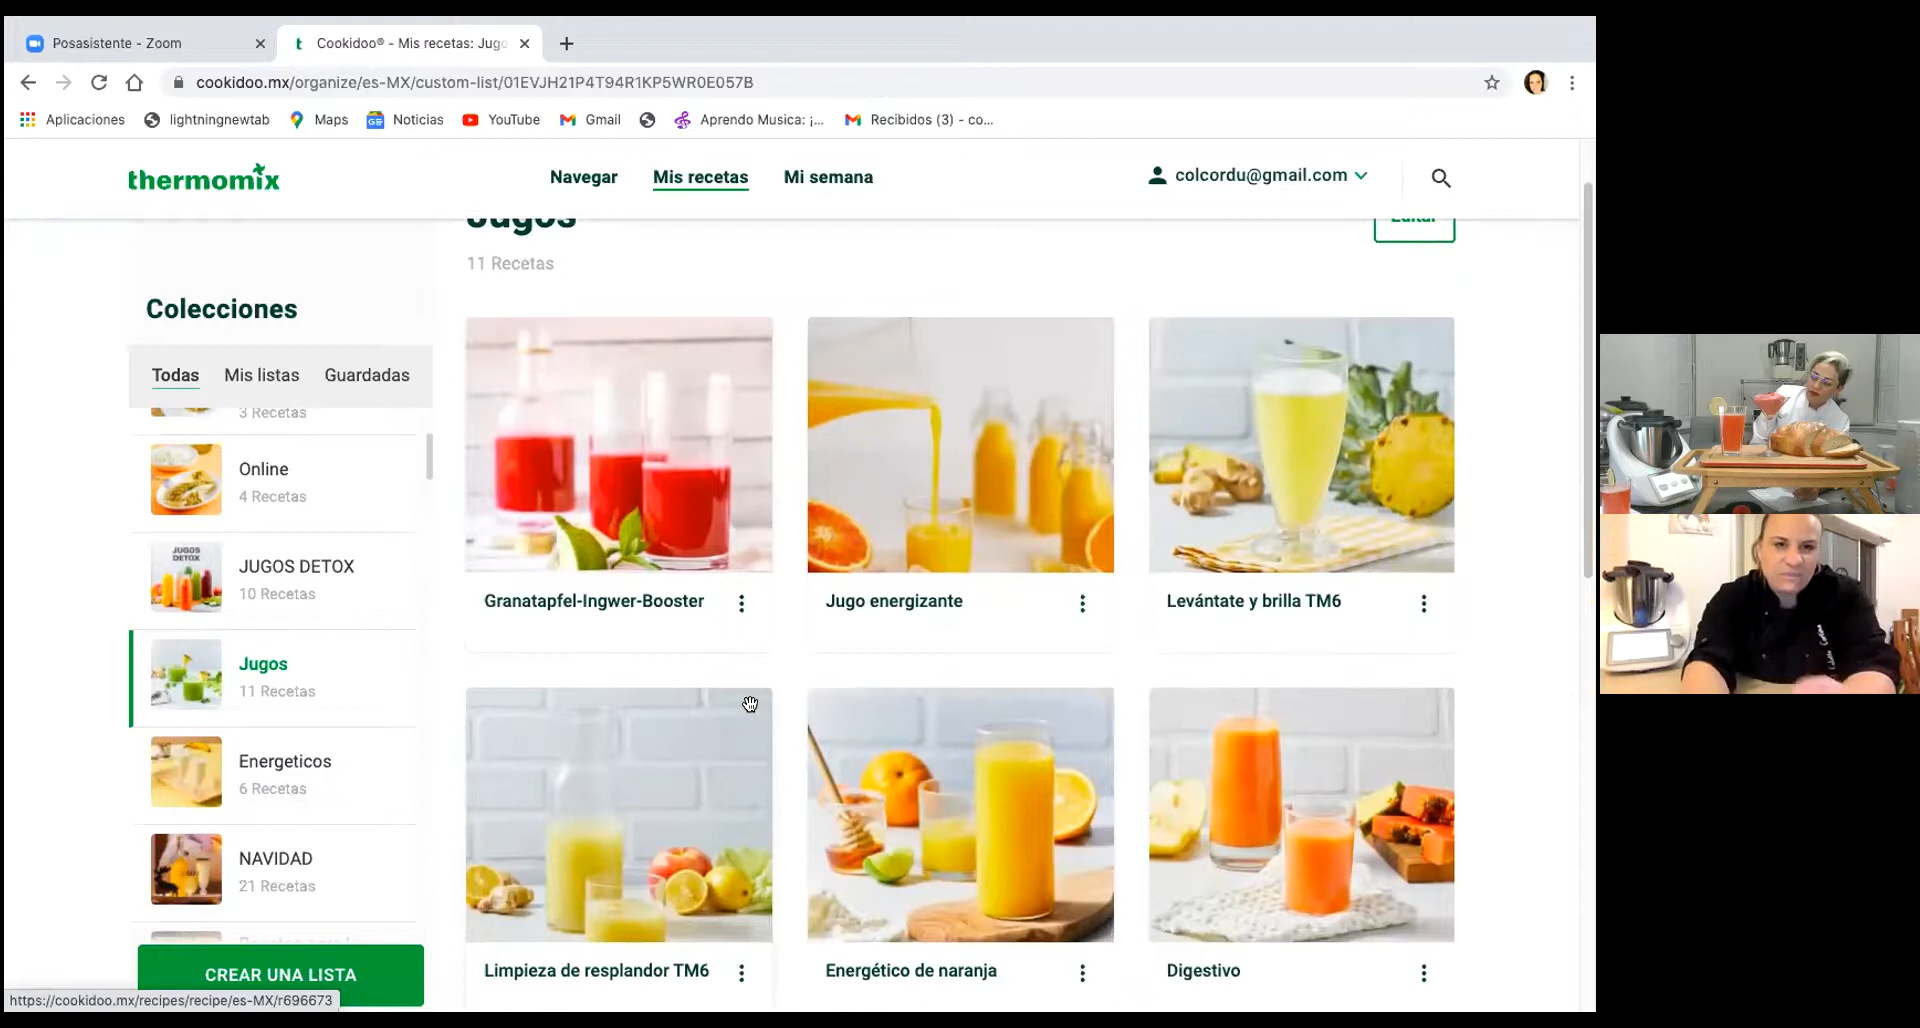 Posasistente - Zoom
Cookidoo® - Mis recetas: Jugo
cookidoo.mx/organize/es-MX/custom-list/01EVJH21P4T94R1KP5WR0E057B
Aplicaciones
lightningnewtab
Maps
Noticias
YouTube
Gmail
Aprendo Musica: ¡...
Recibidos (3) - co...
thermomix
Navegar
Mis recetas
Mi semana
colcordu@gmail.com
Jugos
Editar
11 Recetas
Colecciones
Todas
Mis listas
Guardadas
3 Recetas
Online
4 Recetas
JUGOS DETOX
JUGOS DETOX
10 Recetas
Jugos
11 Recetas
Energeticos
6 Recetas
NAVIDAD
21 Recetas
CREAR UNA LISTA
Granatapfel-Ingwer-Booster
Jugo energizante
Levántate y brilla TM6
Limpieza de resplandor TM6
Energético de naranja
Digestivo
https://cookidoo.mx/recipes/recipe/es-MX/r696673